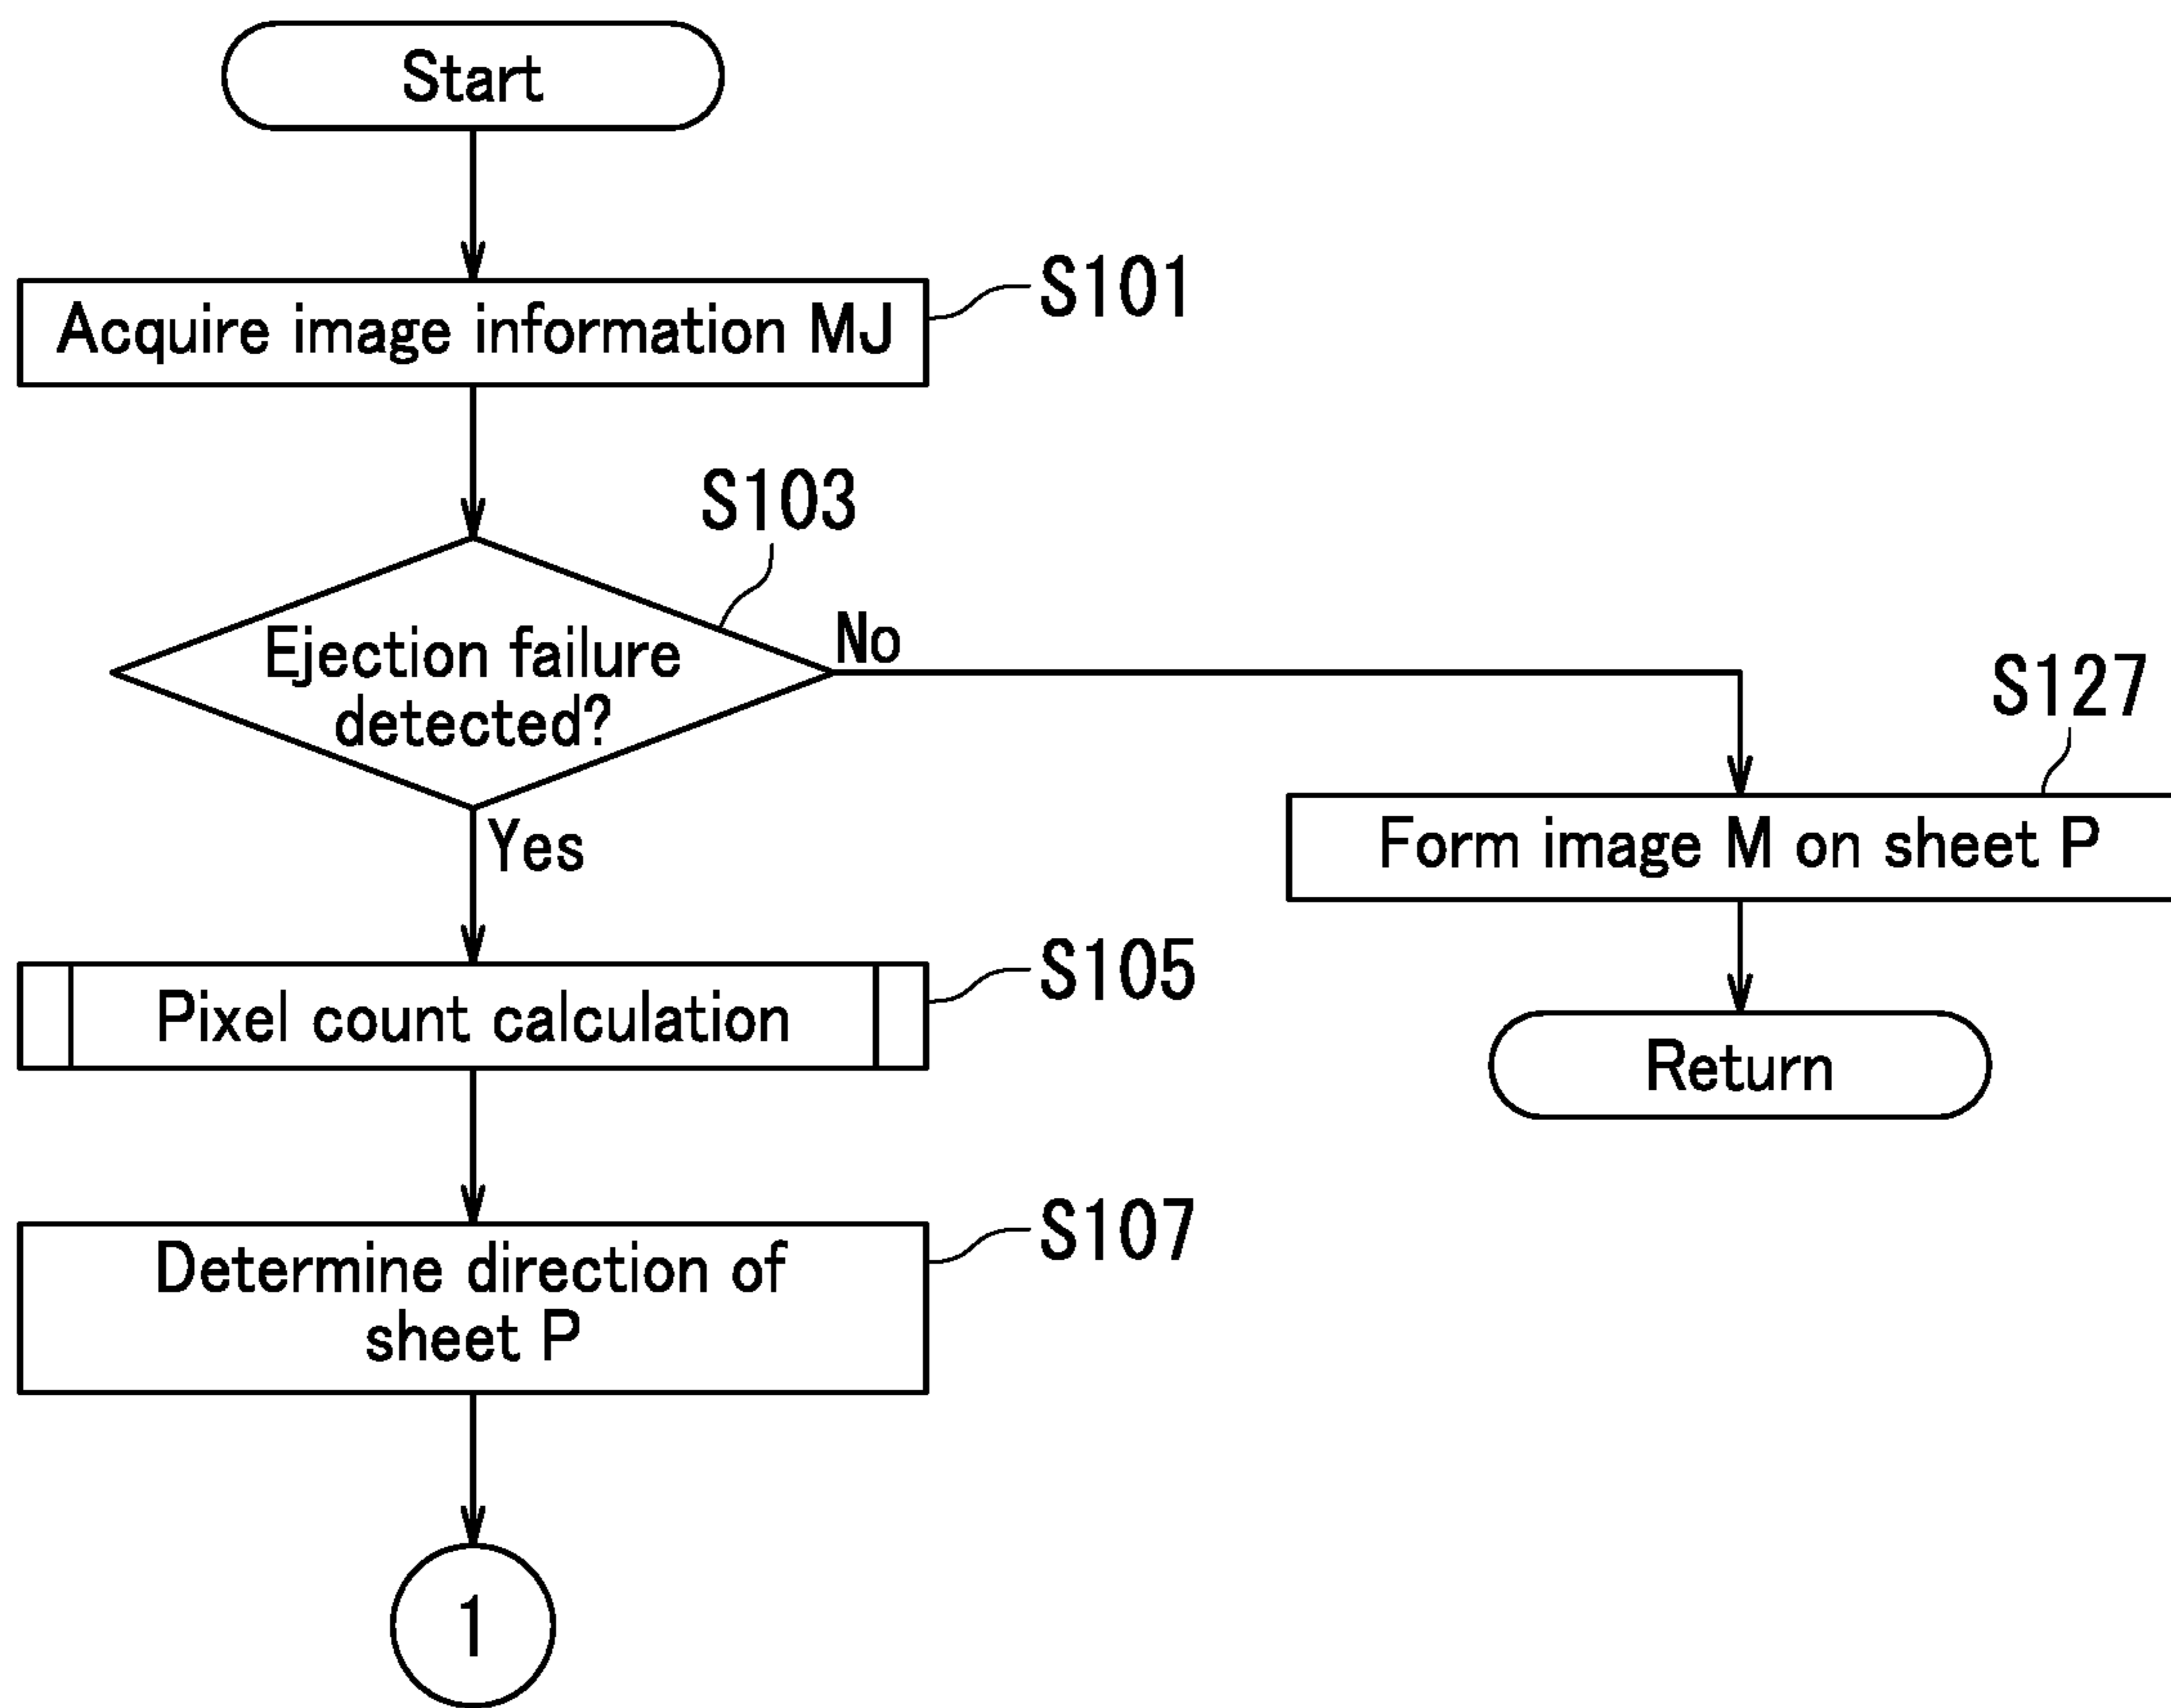 Start
Acquire image information MJ
S101
S103
Ejection failure
detected?
No
Yes
S127
Form image M on sheet P
Return
Pixel count calculation
S105
Determine direction of
sheet P
S107
1